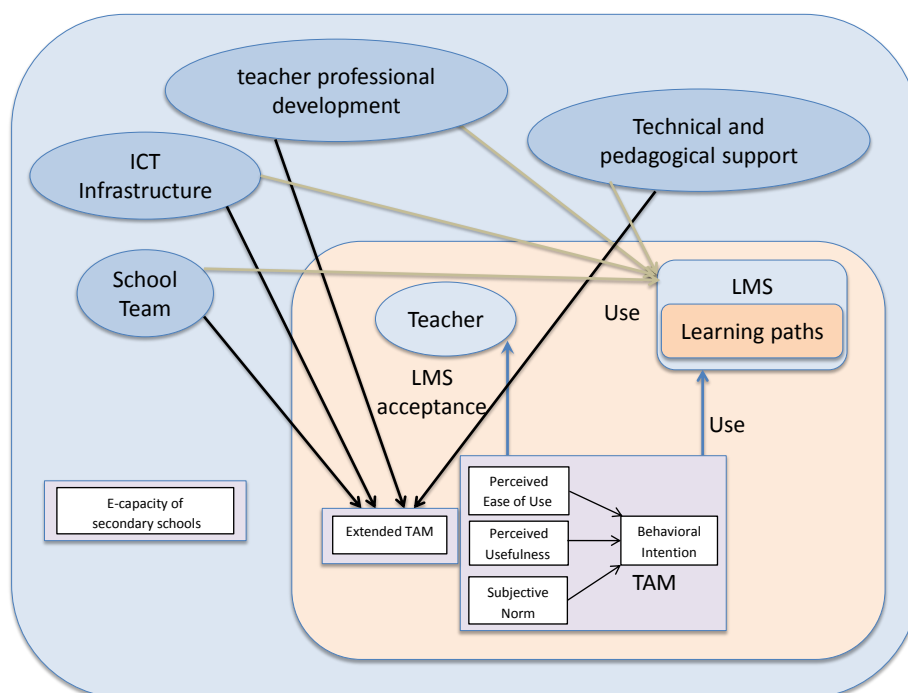 teacher professional
development
Technical and
pedagogical support
ICT
Infrastructure
School
Team
LMS
Learning paths
Use
Teacher
LMS
acceptance
Use
Perceived
Ease of Use
Perceived
Usefulness
Subjective
Norm
Behavioral
Intention
TAM
Extended TAM
E-capacity of
secondary schools